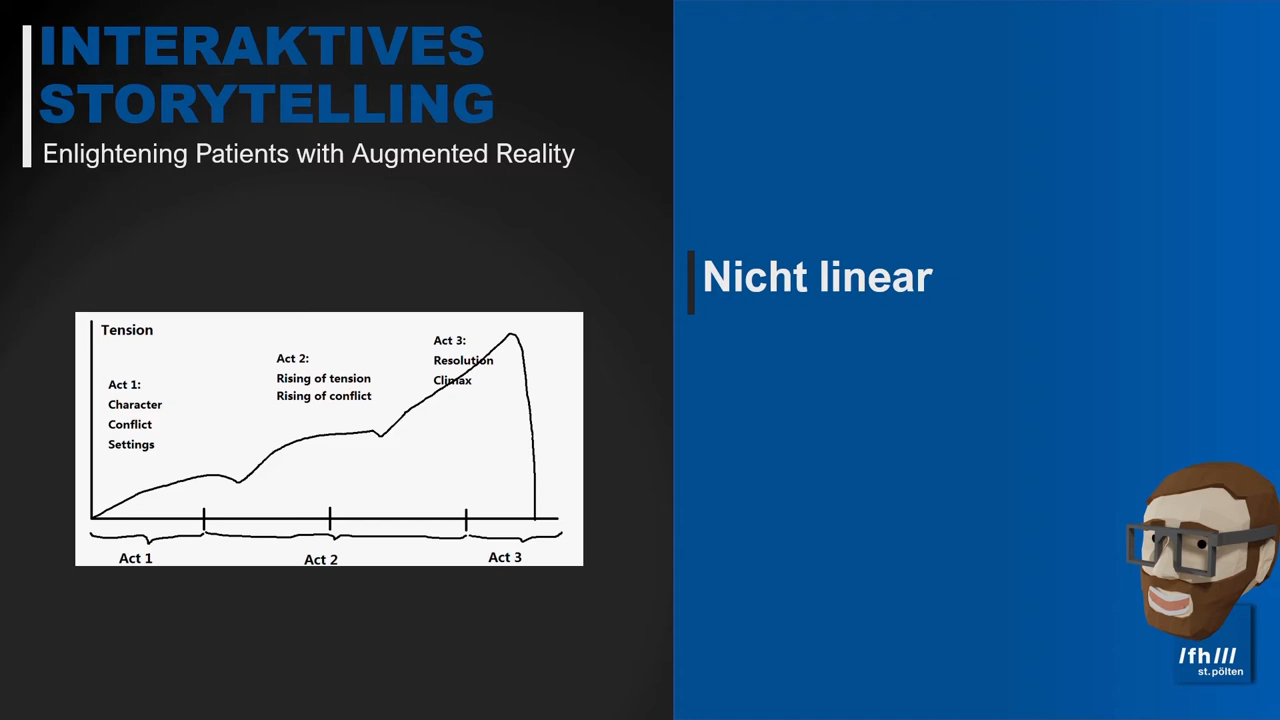 INTERAKTIVES
STORYTELLING
Enlightening Patients with Augmented Reality
Tension
Act 1:
Character
Conflict
Settings
Act 2:
Rising of tension
Rising of conflict
Act 3:
Resolution
Climax
Act 1
Act 2
Act 3
Nicht linear
/fh///
st.pölten